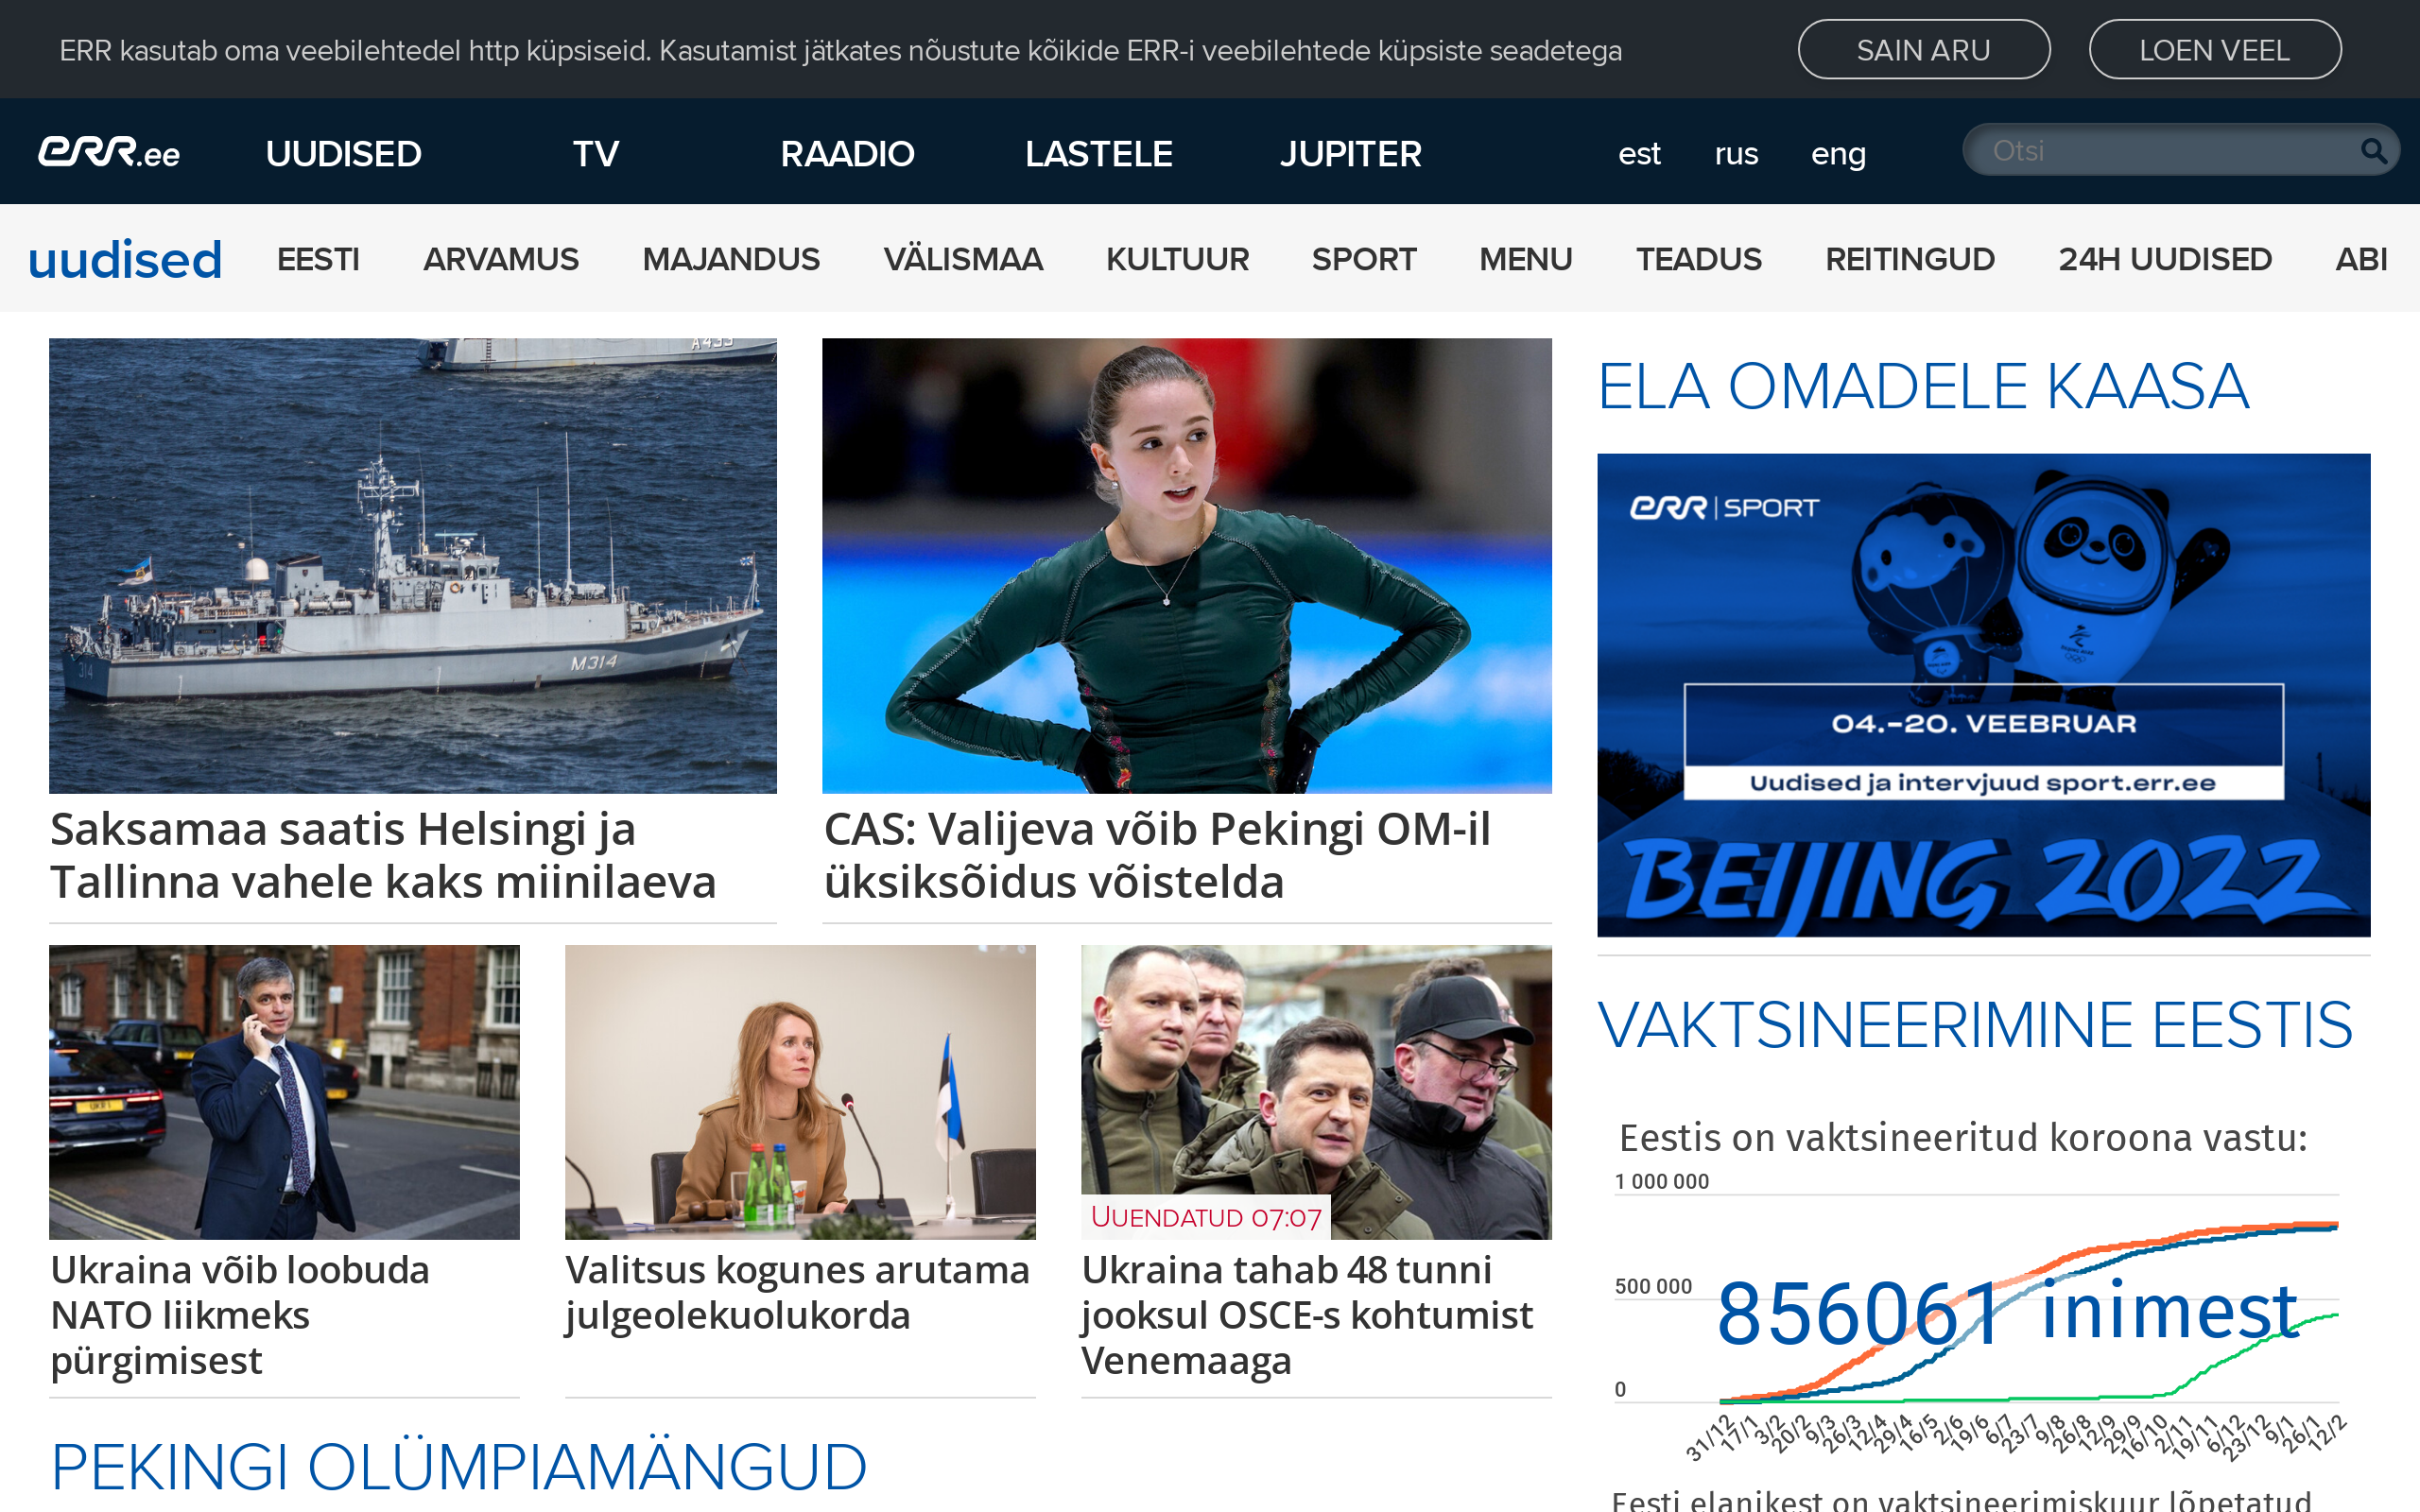 ERR kasutab oma veebilehtedel http küpsiseid. Kasutamist jätkates nõustute kõikide ERR-i veebilehtede küpsiste seadetega
SAIN ARU
LOEN VEEL
err.ee
UUDISED
TV
RAADIO
LASTELE
JUPITER
est
rus
eng
Otsi
uudised
EESTI
ARVAMUS
MAJANDUS
VÄLISMAA
KULTUUR
SPORT
MENU
TEADUS
REITINGUD
24H UUDISED
ABI
A433
M314
314
Saksamaa saatis Helsingi ja
Tallinna vahele kaks miinilaeva
CAS: Valijeva võib Pekingi OM-il
üksiksõidus võistelda
Ukraina võib loobuda
NATO liikmeks
pürgimisest
Valitsus kogunes arutama
julgeolekuolukorda
UUENDATUD 07:07
Ukraina tahab 48 tunni
jooksul OSCE-s kohtumist
Venemaaga
PEKINGI OLÜMPIAMÄNGUD
ELA OMADELE KAASA
err | SPORT
04.-20. VEEBRUAR
Uudised ja intervjuud sport.err.ee
BEIJING 2022
VAKTSINEERIMINE EESTIS
Eestis on vaktsineeritud koroona vastu:
1 000 000
500 000
856061 inimest
0
31/12
17/1
3/2
20/2
9/3
26/3
12/4
29/4
16/5
2/6
19/6
6/7
23/7
9/8
26/8
12/9
29/9
16/10
2/11
19/11
6/12
23/12
9/1
26/1
12/2
Eesti elanikest on vaktsineerimiskuur lõpetatud